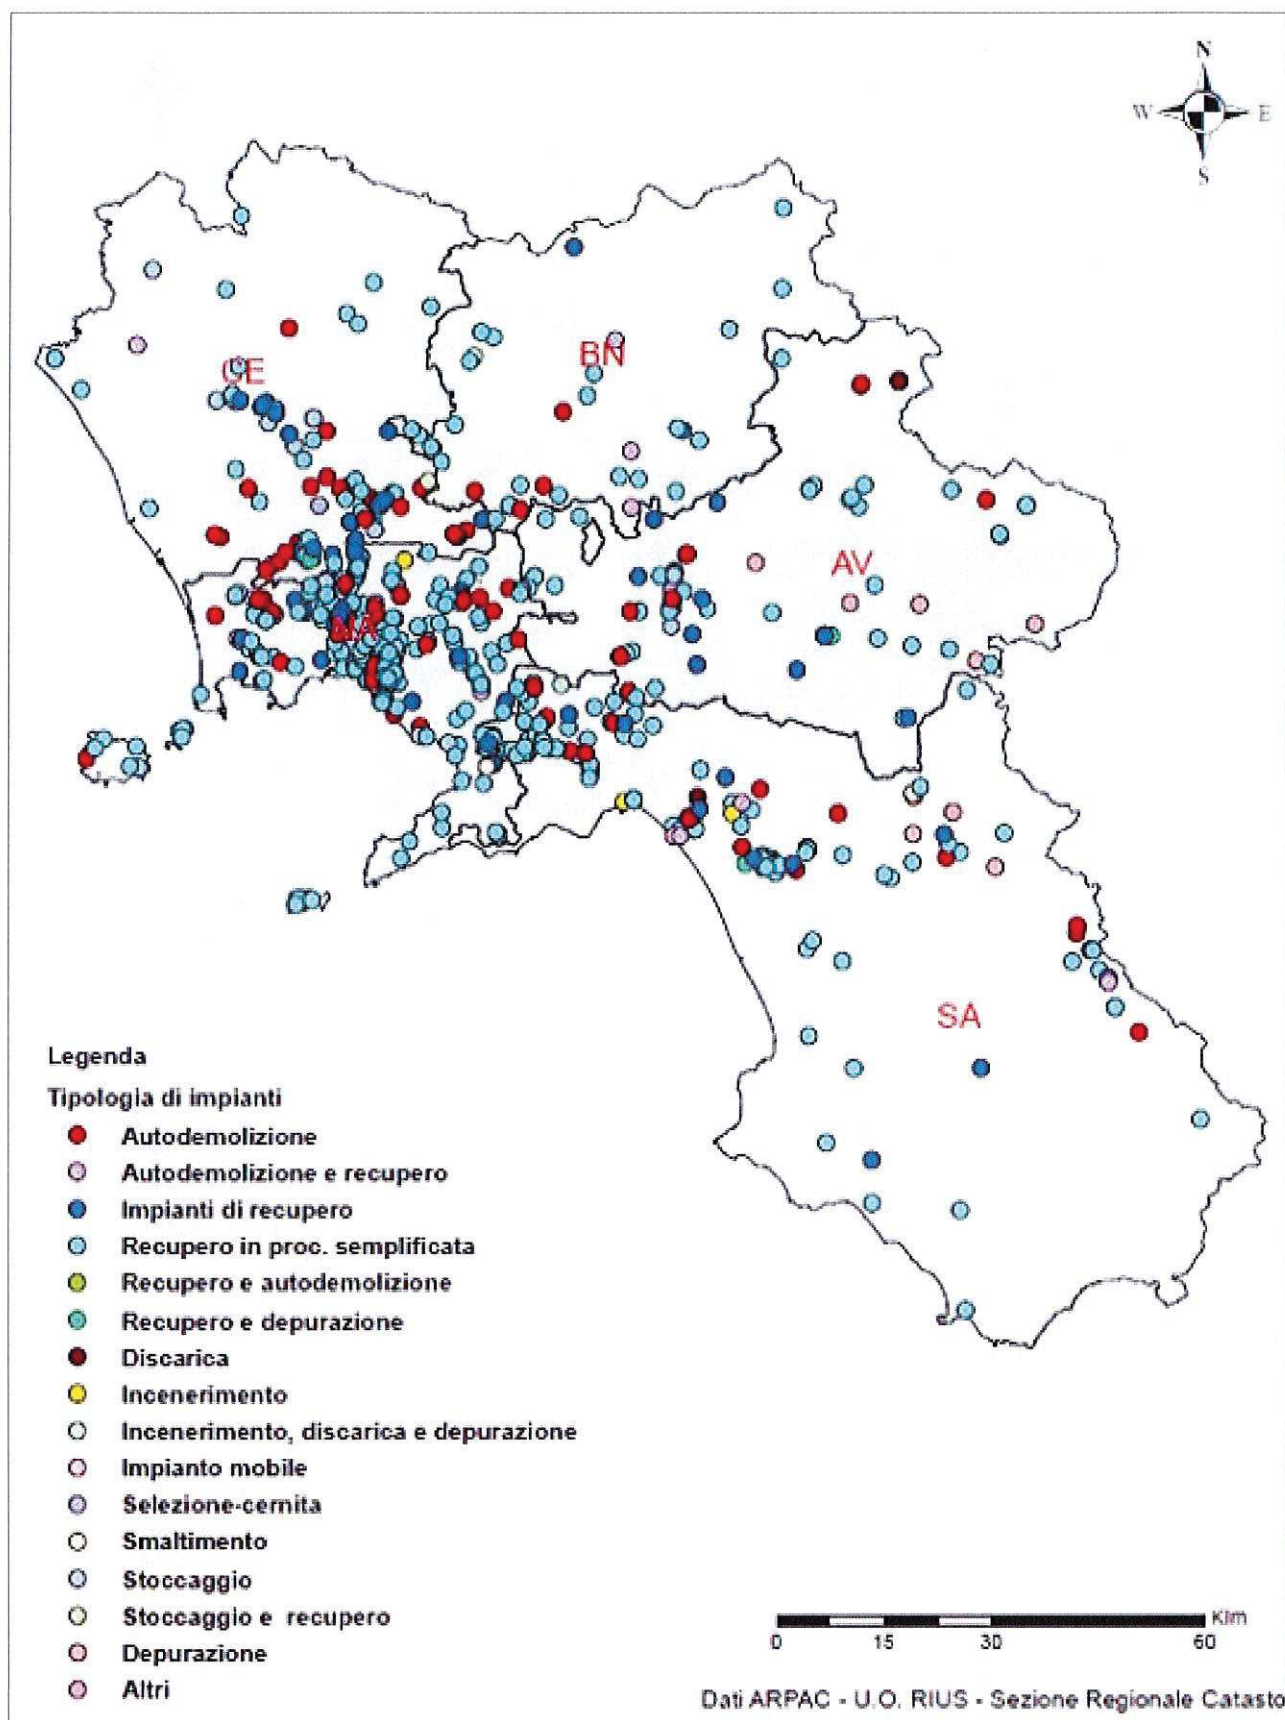 N
W E
S
CE
BN
AV
NA
SA
Legenda
Tipologia di impianti
Autodemolizione
Autodemolizione e recupero
Impianti di recupero
Recupero in proc. semplificata
Recupero e autodemolizione
Recupero e depurazione
Discarica
Incenerimento
Incenerimento, discarica e depurazione
Impianto mobile
Selezione-cernita
Smaltimento
Stoccaggio
Stoccaggio e recupero
Depurazione
Altri
Klm
0 15 30 60
Dati ARPAC - U.O. RIUS - Sezione Regionale Catasto